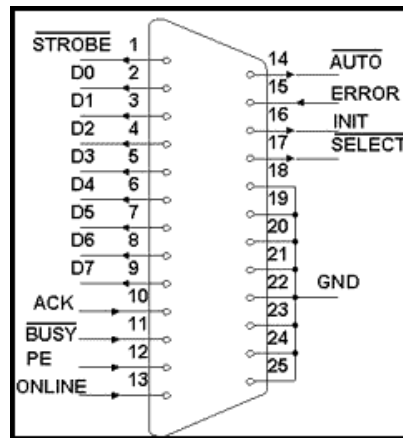 STROBE 1
D0 2
D1 3
D2 4
D3 5
D4 6
D5 7
D6 8
D7 9
ACK 10
BUSY 11
PE 12
ONLINE 13
14 AUTO
15 ERROR
16 INIT
17 SELECT
18
19
20
21
22 GND
23
24
25